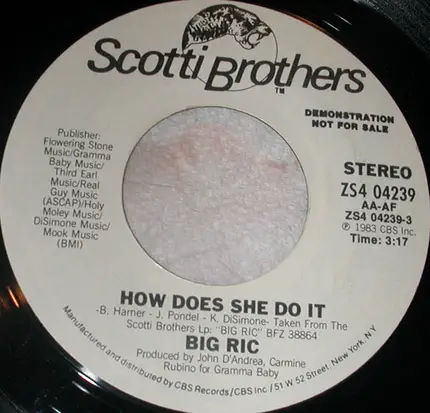 Scotti Brothers
TM
DEMONSTRATION
NOT FOR SALE
Publisher:
Flowering Stone
Music/Gramma
Baby Music/
Third Earl
Music/Real
Guy Music
(ASCAP)/Holy
Moley Music/
DiSimone Music/
Mook Music
(BMI)
STEREO
ZS4 04239
AA-AF
ZS4 04239-3
℗ 1983 CBS Inc.
Time: 3:17
HOW DOES SHE DO IT
-B. Harner - J. Pondel - K. DiSimone- Taken From The
Scotti Brothers Lp: "BIG RIC" BFZ 38864
BIG RIC
Produced by John D'Andrea, Carmine
Rubino for Gramma Baby
Manufactured and distributed by CBS Records/CBS Inc./51 W 52 Street, New York, N.Y.